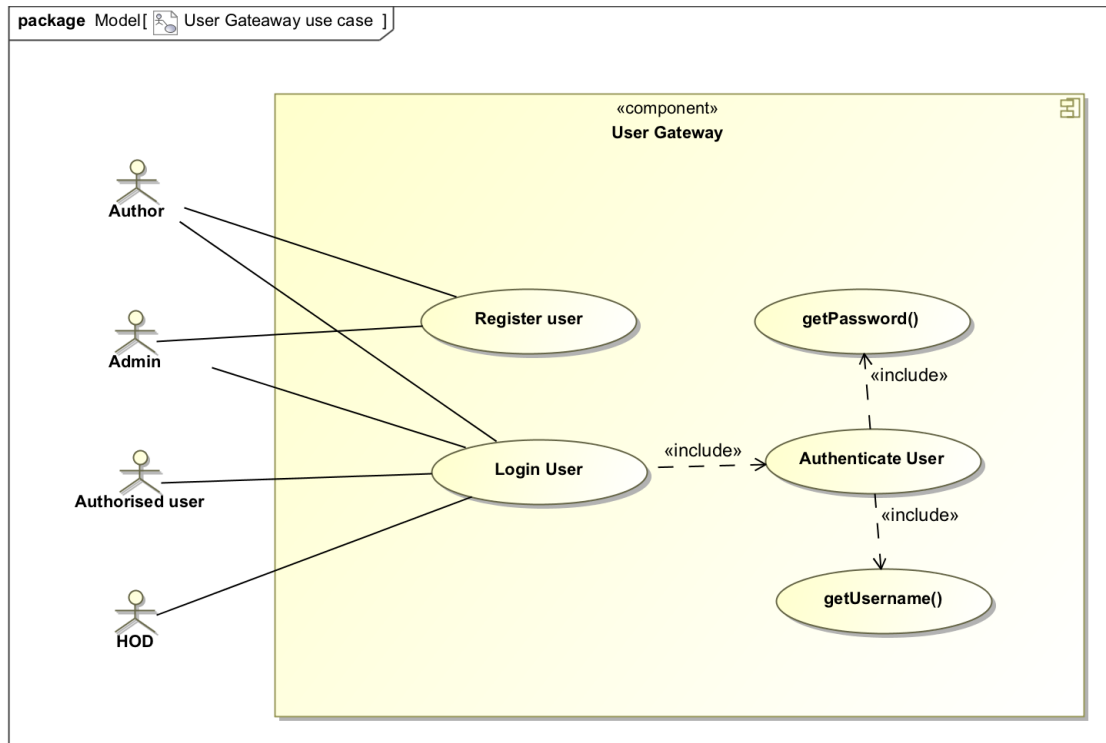 package Model[ User Gateaway use case ]
«component»
User Gateway
Author
Admin
Authorised user
HOD
Register user
getPassword()
«include»
Login User
«include»
Authenticate User
«include»
getUsername()